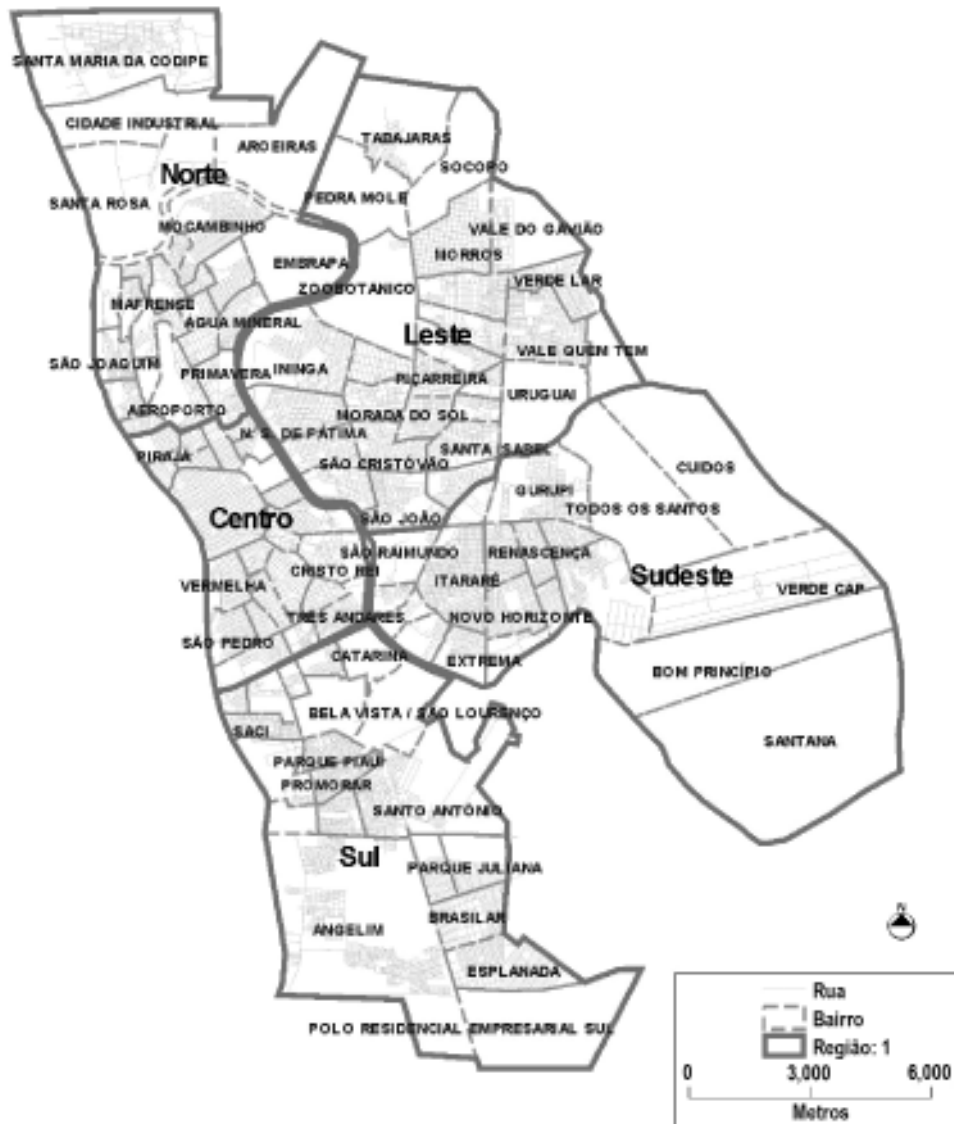 SANTA MARIA DA CODIPE
CIDADE INDUSTRIAL
AROEIRAS
TABAJARAS
SOCOPO
Norte
SANTA ROSA
PEDRA MOLE
MOCAMBINHO
VALE DO GAVIÃO
MORROS
EMBRAPA
ZOOBOTANICO
VERDE LAR
MAFRENSE
AGUA MINERAL
Leste
SÃO JOAQUIM
PRIMAVERA
ININGA
VALE QUEM TEM
PIÇARREIRA
URUGUAI
AEROPORTO
MORADA DO SOL
N. S. DE FÁTIMA
PIRAJÁ
SANTA ISABEL
SÃO CRISTÓVÃO
CUIDOS
GURUPI
TODOS OS SANTOS
Centro
SÃO JOÃO
SÃO RAIMUNDO
RENASCENÇA
CRISTO REI
ITARARÉ
Sudeste
VERMELHA
VERDE CAP
TRÊS ANDARES
NOVO HORIZONTE
SÃO PEDRO
CATARINA
EXTREMA
BOM PRINCÍPIO
BELA VISTA / SÃO LOURENÇO
SACI
SANTANA
PARQUE PIAUÍ
PROMORAR
SANTO ANTÔNIO
Sul
PARQUE JULIANA
BRASILAR
ANGELIM
ESPLANADA
POLO RESIDENCIAL EMPRESARIAL SUL
N
Rua
Bairro
Região: 1
0 3,000 6,000
Metros